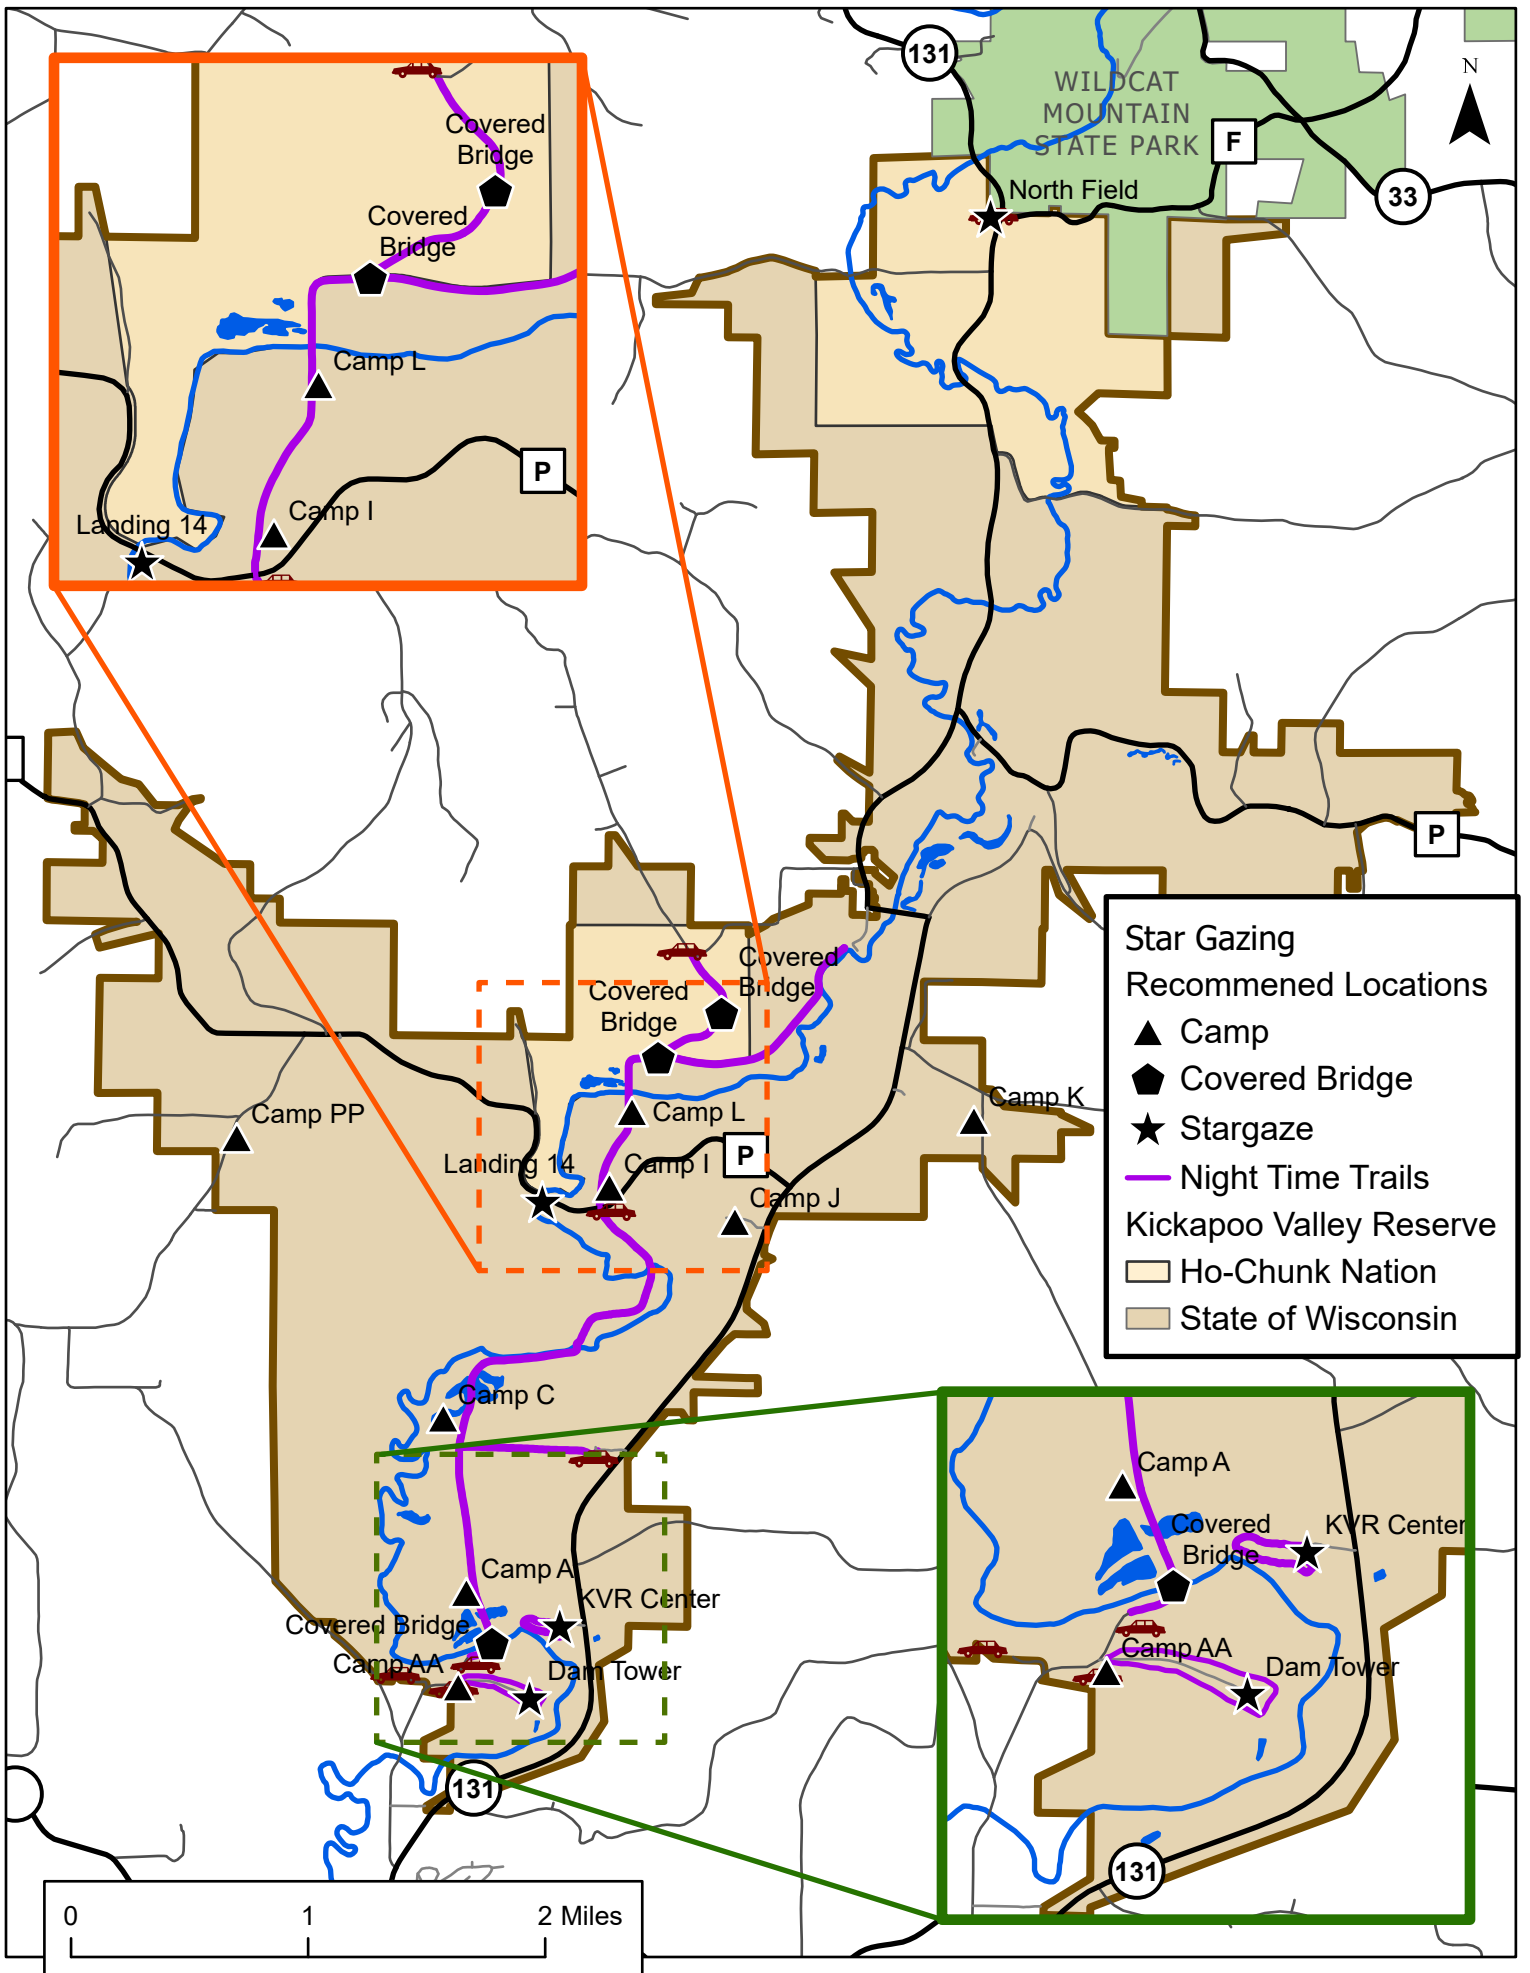 131
WILDCAT
MOUNTAIN
STATE PARK
F
N
33
North Field
Covered
Bridge
Covered
Bridge
Camp L
P
Camp I
Landing 14
P
Covered
Bridge
Covered
Bridge
Camp PP
Camp L
Camp K
Landing 14
Camp I
P
Camp J
Camp C
Camp A
KVR Center
Covered Bridge
Camp AA
Dam Tower
131
Star Gazing
Recommened Locations
Camp
Covered Bridge
Stargaze
Night Time Trails
Kickapoo Valley Reserve
Ho-Chunk Nation
State of Wisconsin
Camp A
Covered
Bridge
KVR Center
Camp AA
Dam Tower
131
0 1 2 Miles